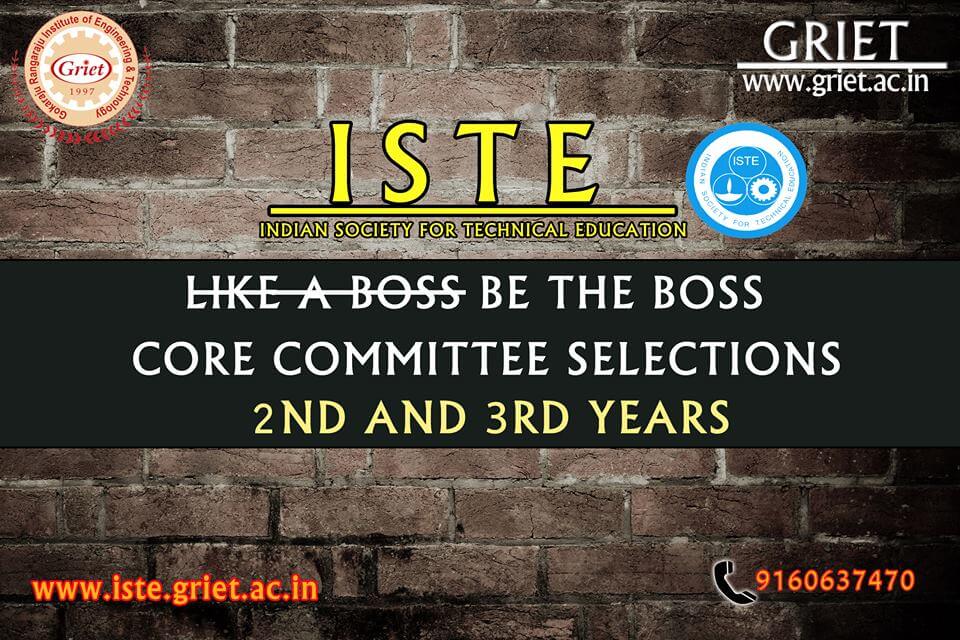 Gokaraju Rangaraju Institute of Engineering & Technology
Griet
1997
GRIET
www.griet.ac.in
ISTE
INDIAN SOCIETY FOR TECHNICAL EDUCATION
ISTE
INDIAN SOCIETY FOR TECHNICAL EDUCATION
LIKE A BOSS BE THE BOSS
CORE COMMITTEE SELECTIONS
2ND AND 3RD YEARS
www.iste.griet.ac.in
9160637470